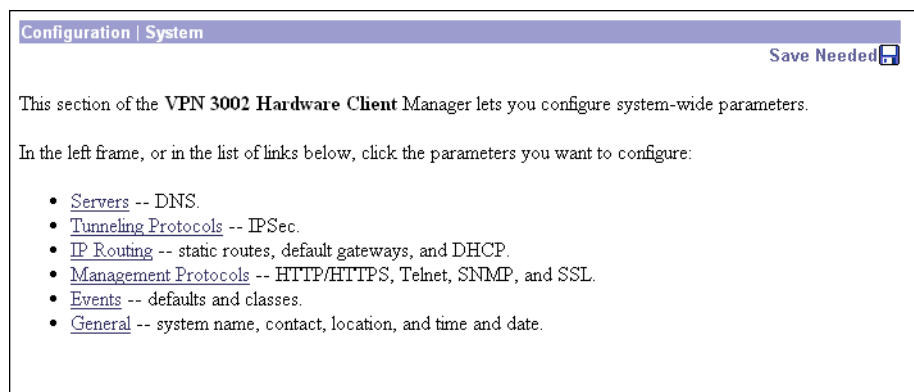 Configuration | System
Save Needed
This section of the VPN 3002 Hardware Client Manager lets you configure system-wide parameters.
In the left frame, or in the list of links below, click the parameters you want to configure:
• Servers -- DNS.
• Tunneling Protocols -- IPSec.
• IP Routing -- static routes, default gateways, and DHCP.
• Management Protocols -- HTTP/HTTPS, Telnet, SNMP, and SSL.
• Events -- defaults and classes.
• General -- system name, contact, location, and time and date.